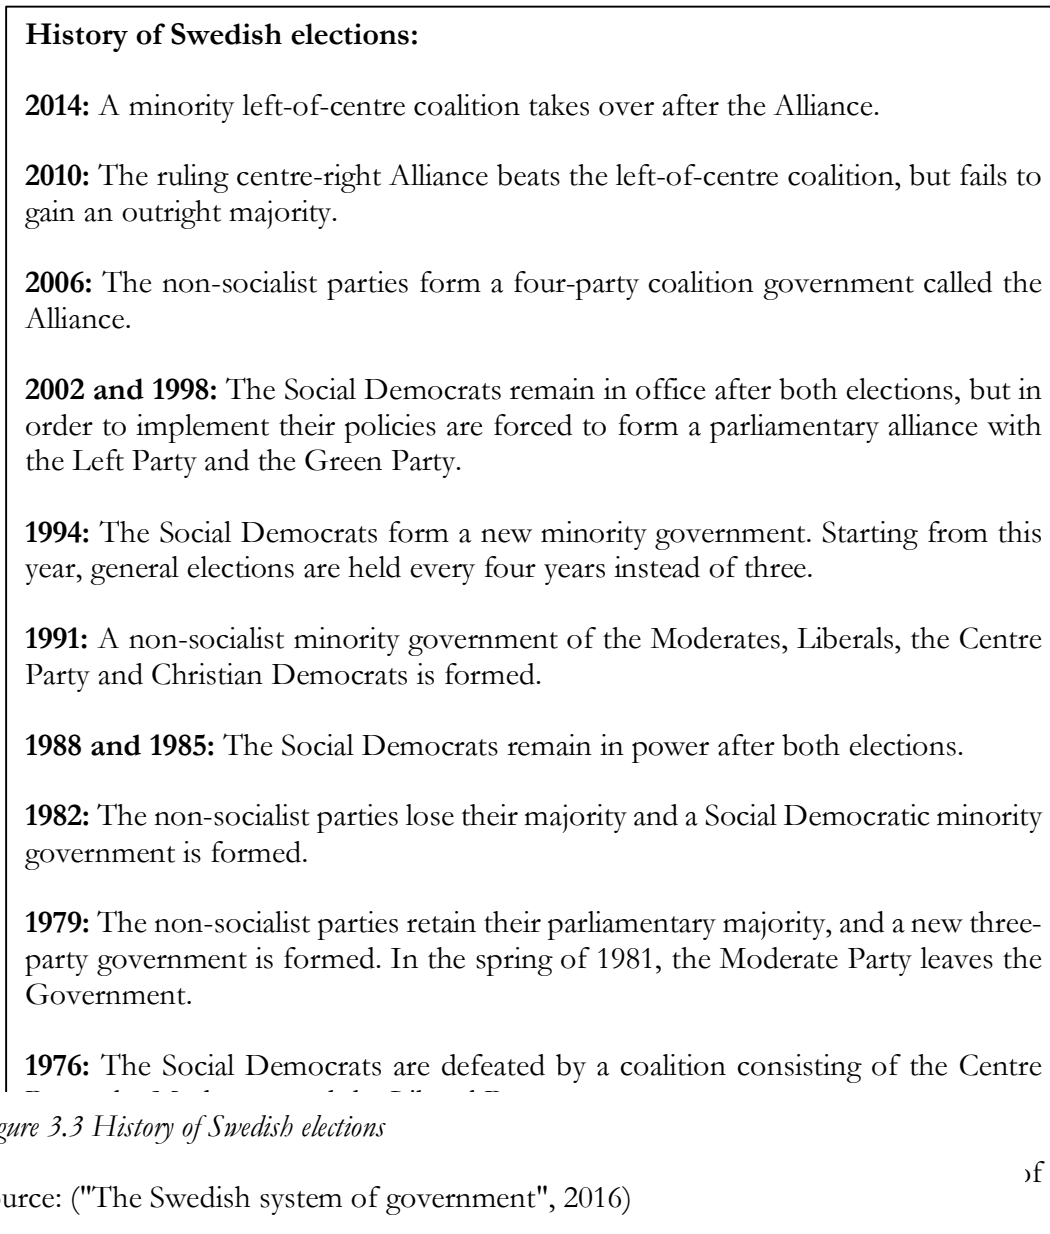 History of Swedish elections:
2014: A minority left-of-centre coalition takes over after the Alliance.
2010: The ruling centre-right Alliance beats the left-of-centre coalition, but fails to
gain an outright majority.
2006: The non-socialist parties form a four-party coalition government called the
Alliance.
2002 and 1998: The Social Democrats remain in office after both elections, but in
order to implement their policies are forced to form a parliamentary alliance with
the Left Party and the Green Party.
1994: The Social Democrats form a new minority government. Starting from this
year, general elections are held every four years instead of three.
1991: A non-socialist minority government of the Moderates, Liberals, the Centre
Party and Christian Democrats is formed.
1988 and 1985: The Social Democrats remain in power after both elections.
1982: The non-socialist parties lose their majority and a Social Democratic minority
government is formed.
1979: The non-socialist parties retain their parliamentary majority, and a new three-
party government is formed. In the spring of 1981, the Moderate Party leaves the
Government.
1976: The Social Democrats are defeated by a coalition consisting of the Centre
gure 3.3 History of Swedish elections
of
urce: ("The Swedish system of government", 2016)